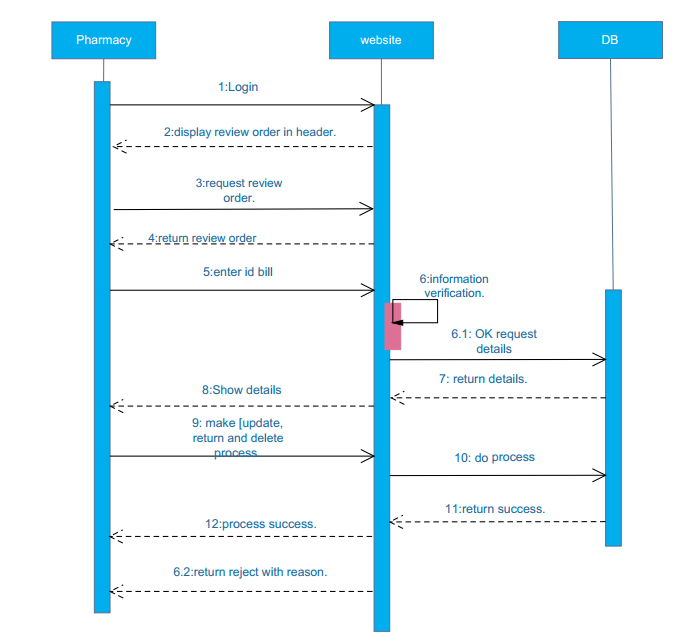 Pharmacy
website
DB
1:Login
2:display review order in header.
3:request review
order.
4:return review order
5:enter id bill
6:information
verification.
6.1: OK request
details
7: return details.
8:Show details
9: make [update,
return and delete
process.
10: do process
11:return success.
12:process success.
6.2:return reject with reason.